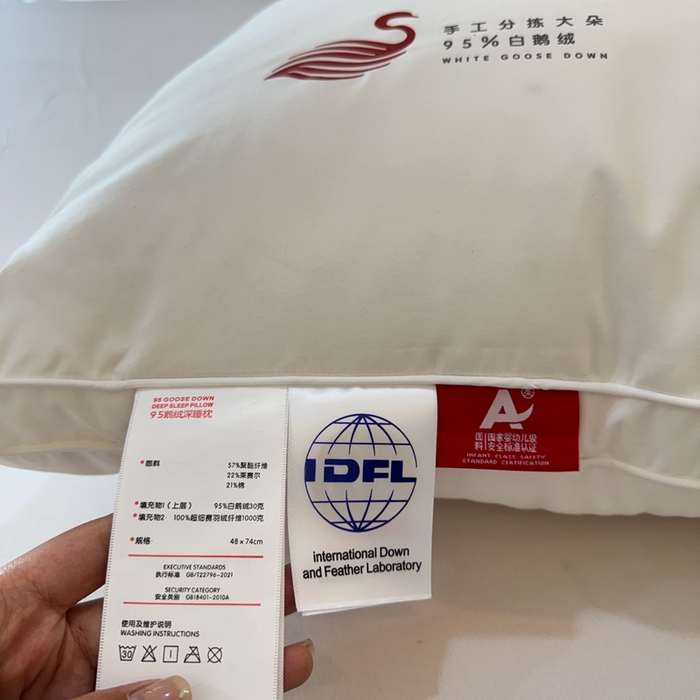 手工分拣大朵
95%白鹅绒
WHITE GOOSE DOWN
95 GOOSE DOWN
DEEP SLEEP PILLOW
95鹅绒深睡枕
*面料 57%聚酯纤维
22%莱赛尔
21%棉
*填充物1（上层） 95%白鹅绒30克
*填充物2: 100%超细赛羽绒纤维1000克
*规格: 48×74cm
EXECUTIVE STANDARDS
执行标准 GB/T22796-2021
SECURITY CATEGORY
安全类别 GB18401-2010A
使用及维护说明
WASHING INSTRUCTIONS
30
IDFL
international Down
and Feather Laboratory
A
国家婴幼儿级
安全标准认证
INFANT CLASS SAFETY
STANDARD CERTIFICATION